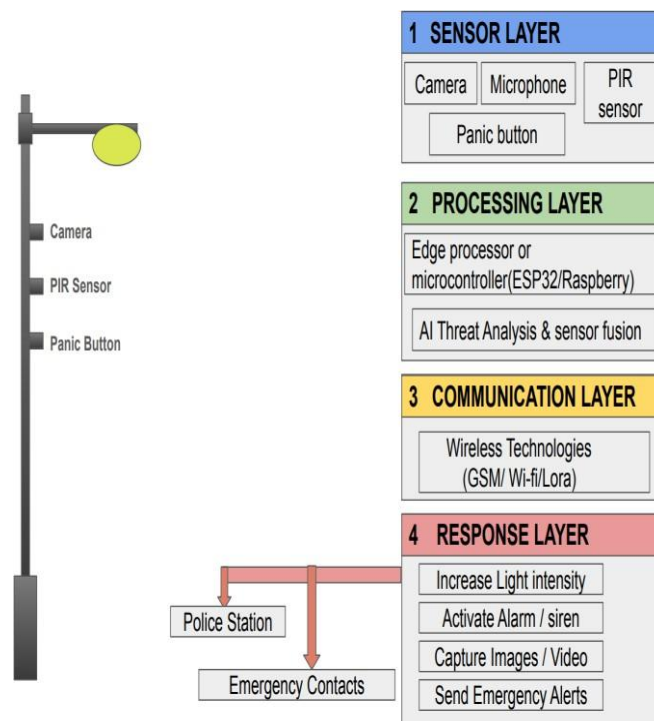 Camera
PIR Sensor
Panic Button
1 SENSOR LAYER
Camera
Microphone
PIR
sensor
Panic button
2 PROCESSING LAYER
Edge processor or
microcontroller(ESP32/Raspberry)
AI Threat Analysis & sensor fusion
3 COMMUNICATION LAYER
Wireless Technologies
(GSM/ Wi-fi/Lora)
4 RESPONSE LAYER
Increase Light intensity
Activate Alarm / siren
Capture Images / Video
Send Emergency Alerts
Police Station
Emergency Contacts